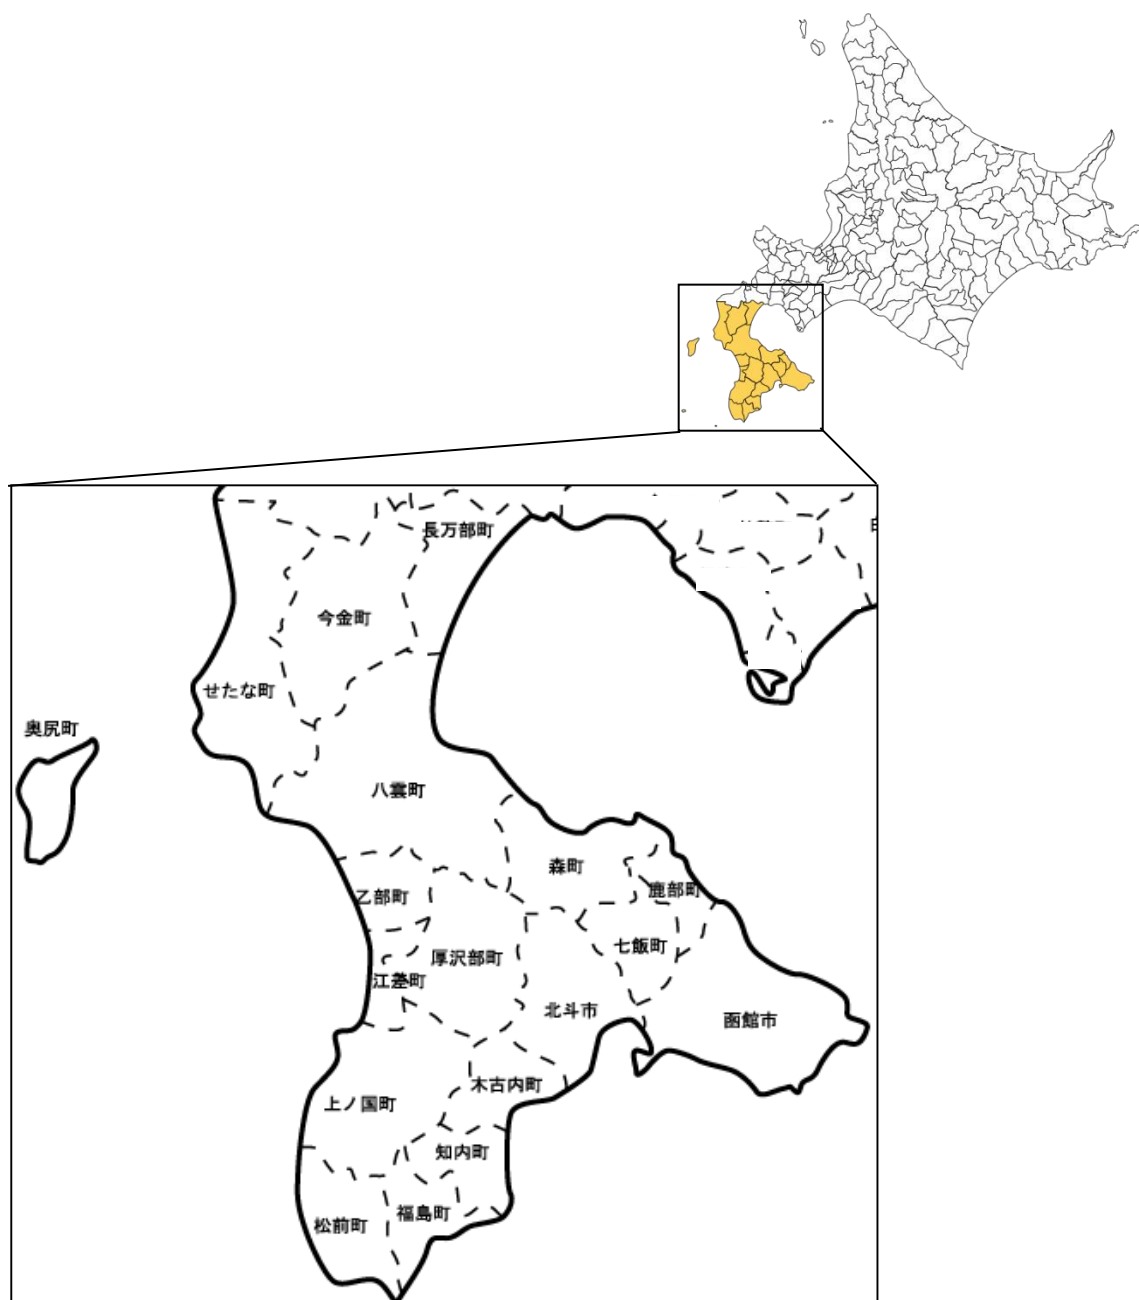 長万部町
今金町
せたな町
奥尻町
八雲町
森町
鹿部町
乙部町
七飯町
厚沢部町
江差町
北斗市
函館市
木古内町
上ノ国町
知内町
福島町
松前町